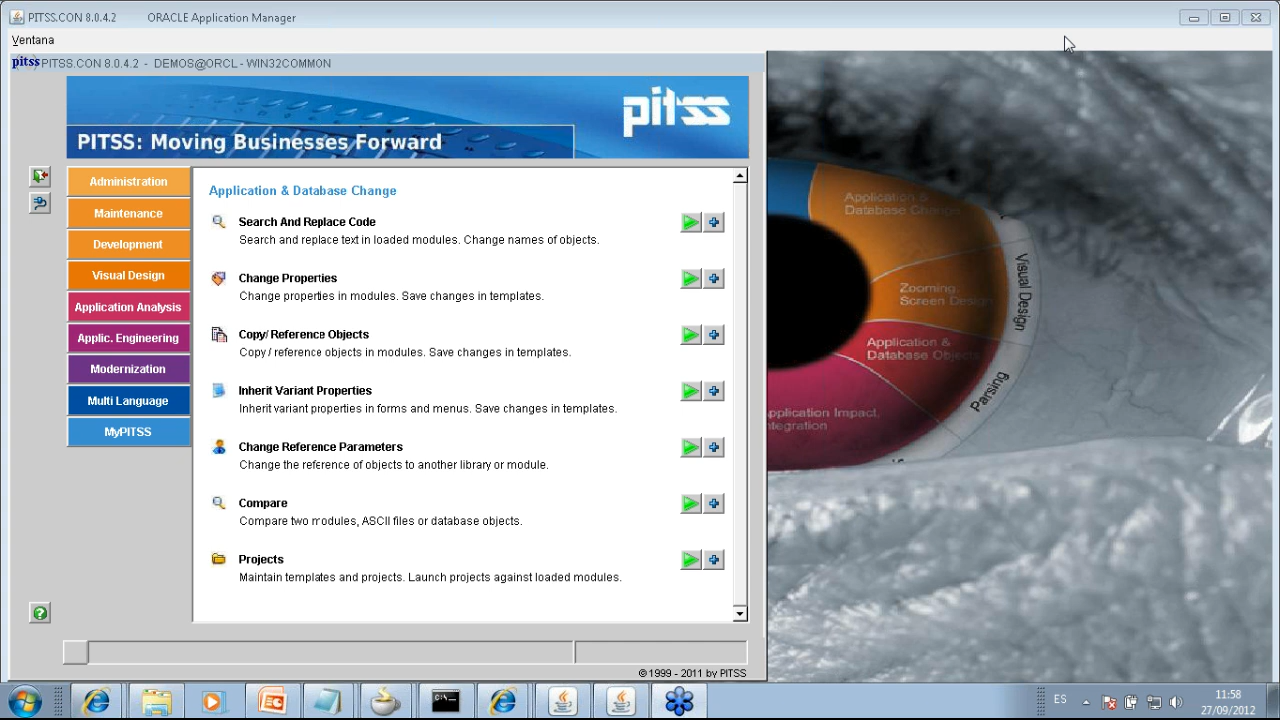 PITSS.CON 8.0.4.2 ORACLE Application Manager
Ventana
pitss PITSS.CON 8.0.4.2 - DEMOS@ORCL - WIN32COMMON
pitss
PITSS: Moving Businesses Forward
Administration
Maintenance
Development
Visual Design
Application Analysis
Applic. Engineering
Modernization
Multi Language
MyPITSS
Application & Database Change
Search And Replace Code
Search and replace text in loaded modules. Change names of objects.
Change Properties
Change properties in modules. Save changes in templates.
Copy/ Reference Objects
Copy / reference objects in modules. Save changes in templates.
Inherit Variant Properties
Inherit variant properties in forms and menus. Save changes in templates.
Change Reference Parameters
Change the reference of objects to another library or module.
Compare
Compare two modules, ASCII files or database objects.
Projects
Maintain templates and projects. Launch projects against loaded modules.
© 1999 - 2011 by PITSS
Application &
Database Change
Zooming,
Screen Design
Visual Design
Application &
Database Objects
Parsing
Application Impact,
ntegration
ES
11:58
27/09/2012